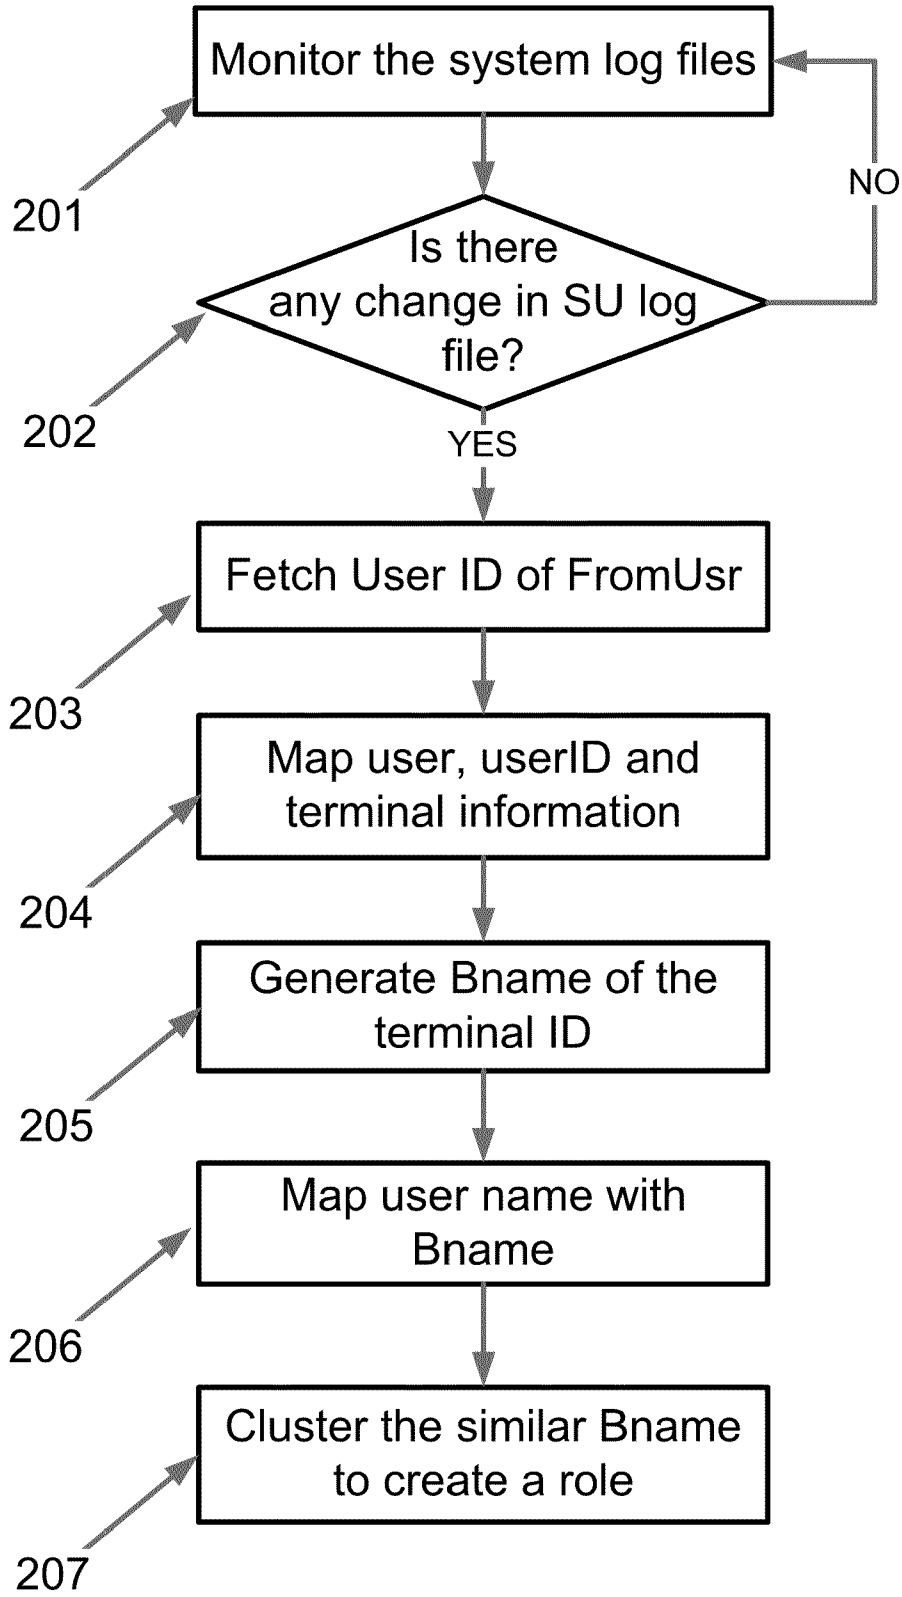 Monitor the system log files
201
NO
Is there
any change in SU log
file?
202
YES
Fetch User ID of FromUsr
203
Map user, userID and
terminal information
204
Generate Bname of the
terminal ID
205
Map user name with
Bname
206
Cluster the similar Bname
to create a role
207